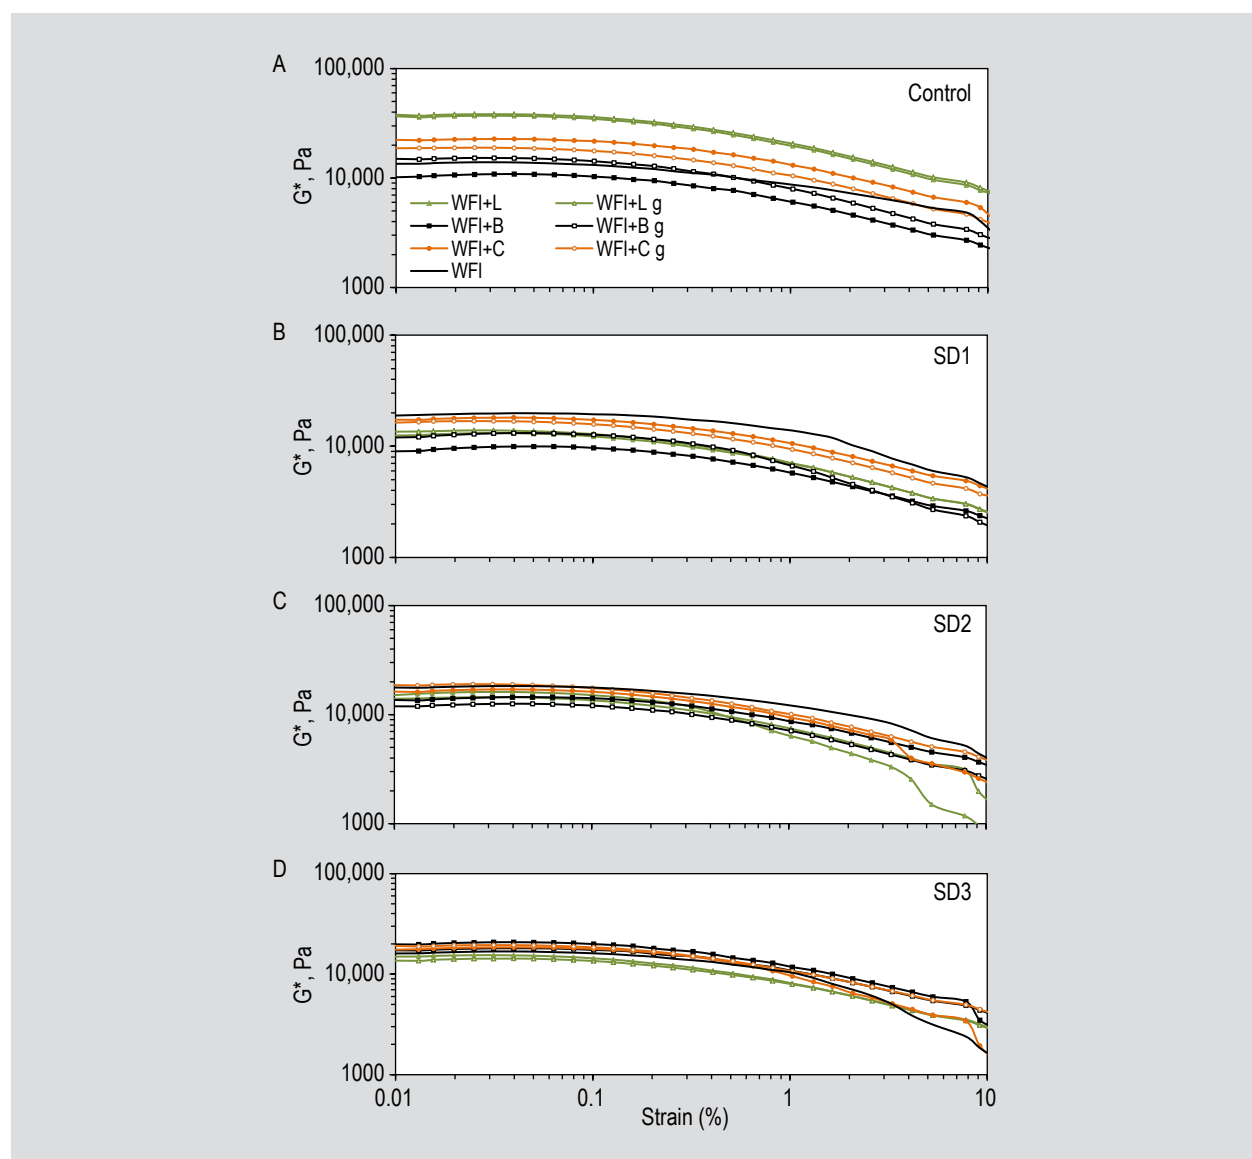 A
100,000
Control
G*, Pa
10,000
WFI+L
WFI+L g
WFI+B
WFI+B g
WFI+C
WFI+C g
WFI
1000
B
100,000
SD1
G*, Pa
10,000
1000
C
100,000
SD2
G*, Pa
10,000
1000
D
100,000
SD3
G*, Pa
10,000
1000
0.01 0.1 1 10
Strain (%)